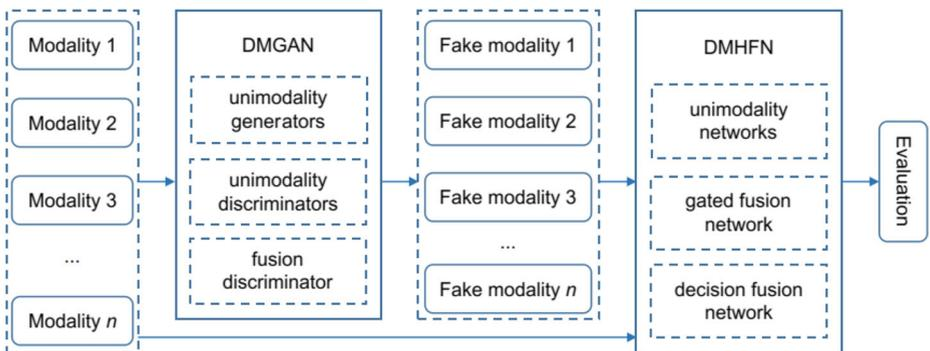 Modality 1
Modality 2
Modality 3
...
Modality n
DMGAN
unimodality
generators
unimodality
discriminators
fusion
discriminator
Fake modality 1
Fake modality 2
Fake modality 3
...
Fake modality n
DMHFN
unimodality
networks
gated fusion
network
decision fusion
network
Evaluation